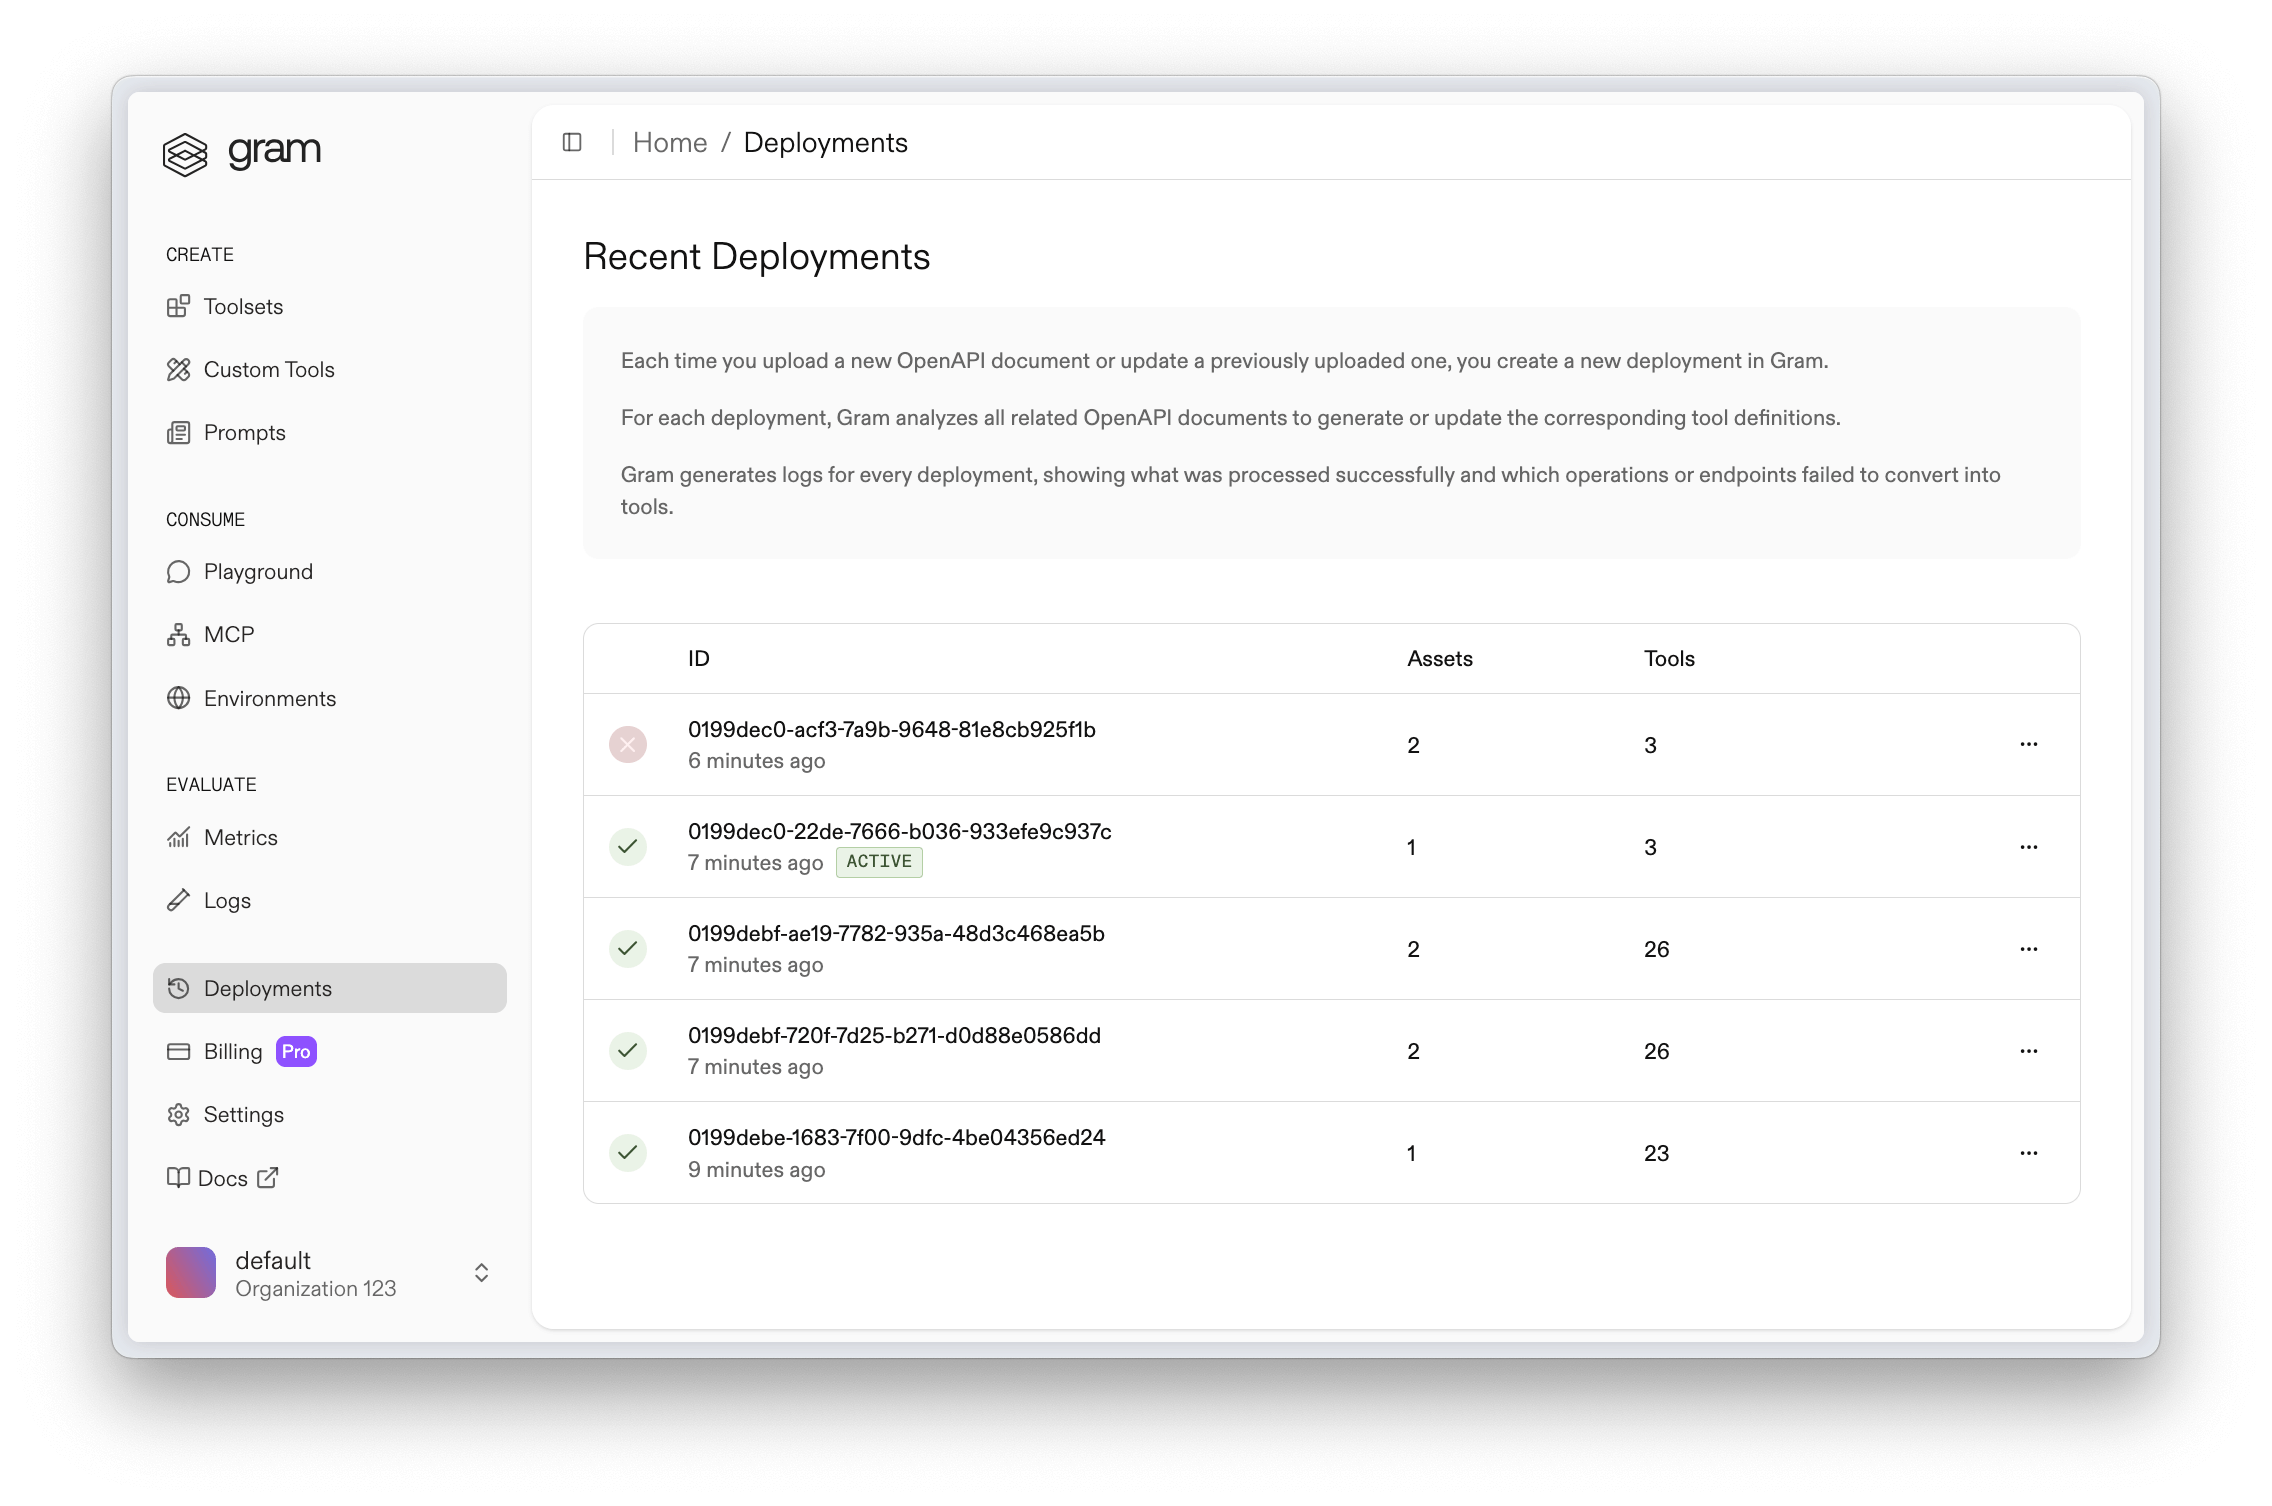 gram
CREATE
Toolsets
Custom Tools
Prompts
CONSUME
Playground
MCP
Environments
EVALUATE
Metrics
Logs
Deployments
Billing Pro
Settings
Docs
default
Organization 123
Home / Deployments
Recent Deployments
Each time you upload a new OpenAPI document or update a previously uploaded one, you create a new deployment in Gram.
For each deployment, Gram analyzes all related OpenAPI documents to generate or update the corresponding tool definitions.
Gram generates logs for every deployment, showing what was processed successfully and which operations or endpoints failed to convert into
tools.
ID Assets Tools
0199dec0-acf3-7a9b-9648-81e8cb925f1b 2 3
6 minutes ago
0199dec0-22de-7666-b036-933efe9c937c 1 3
7 minutes ago ACTIVE
0199debf-ae19-7782-935a-48d3c468ea5b 2 26
7 minutes ago
0199debf-720f-7d25-b271-d0d88e0586dd 2 26
7 minutes ago
0199debe-1683-7f00-9dfc-4be04356ed24 1 23
9 minutes ago